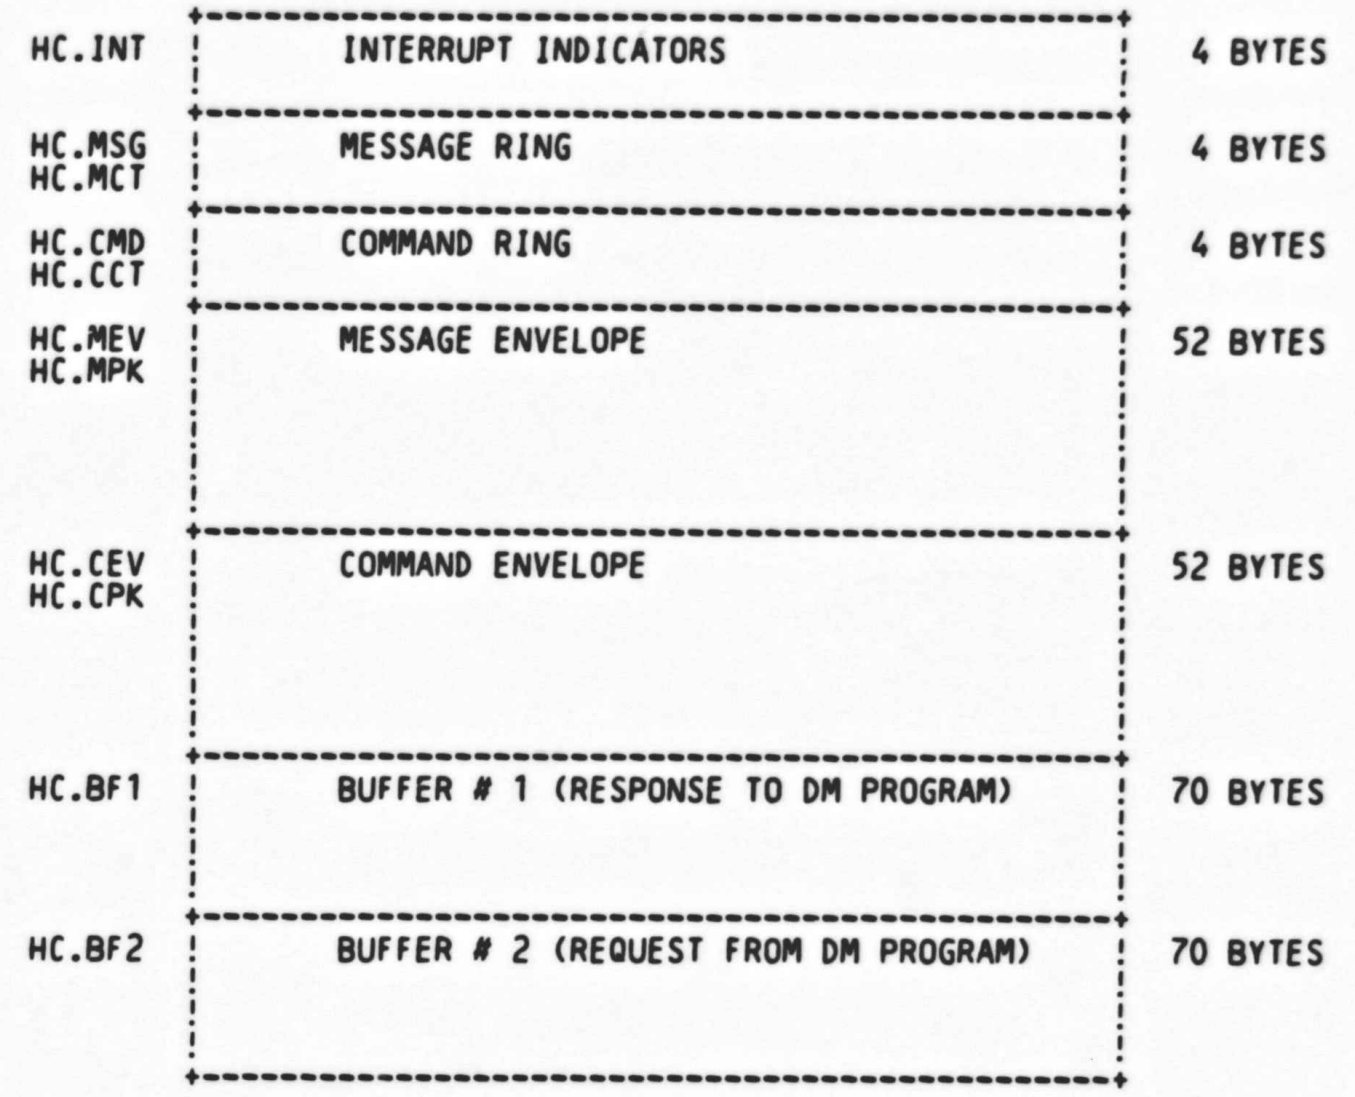 HC.INT INTERRUPT INDICATORS 4 BYTES
HC.MSG MESSAGE RING 4 BYTES
HC.MCT
HC.CMD COMMAND RING 4 BYTES
HC.CCT
HC.MEV MESSAGE ENVELOPE 52 BYTES
HC.MPK
HC.CEV COMMAND ENVELOPE 52 BYTES
HC.CPK
HC.BF1 BUFFER # 1 (RESPONSE TO DM PROGRAM) 70 BYTES
HC.BF2 BUFFER # 2 (REQUEST FROM DM PROGRAM) 70 BYTES